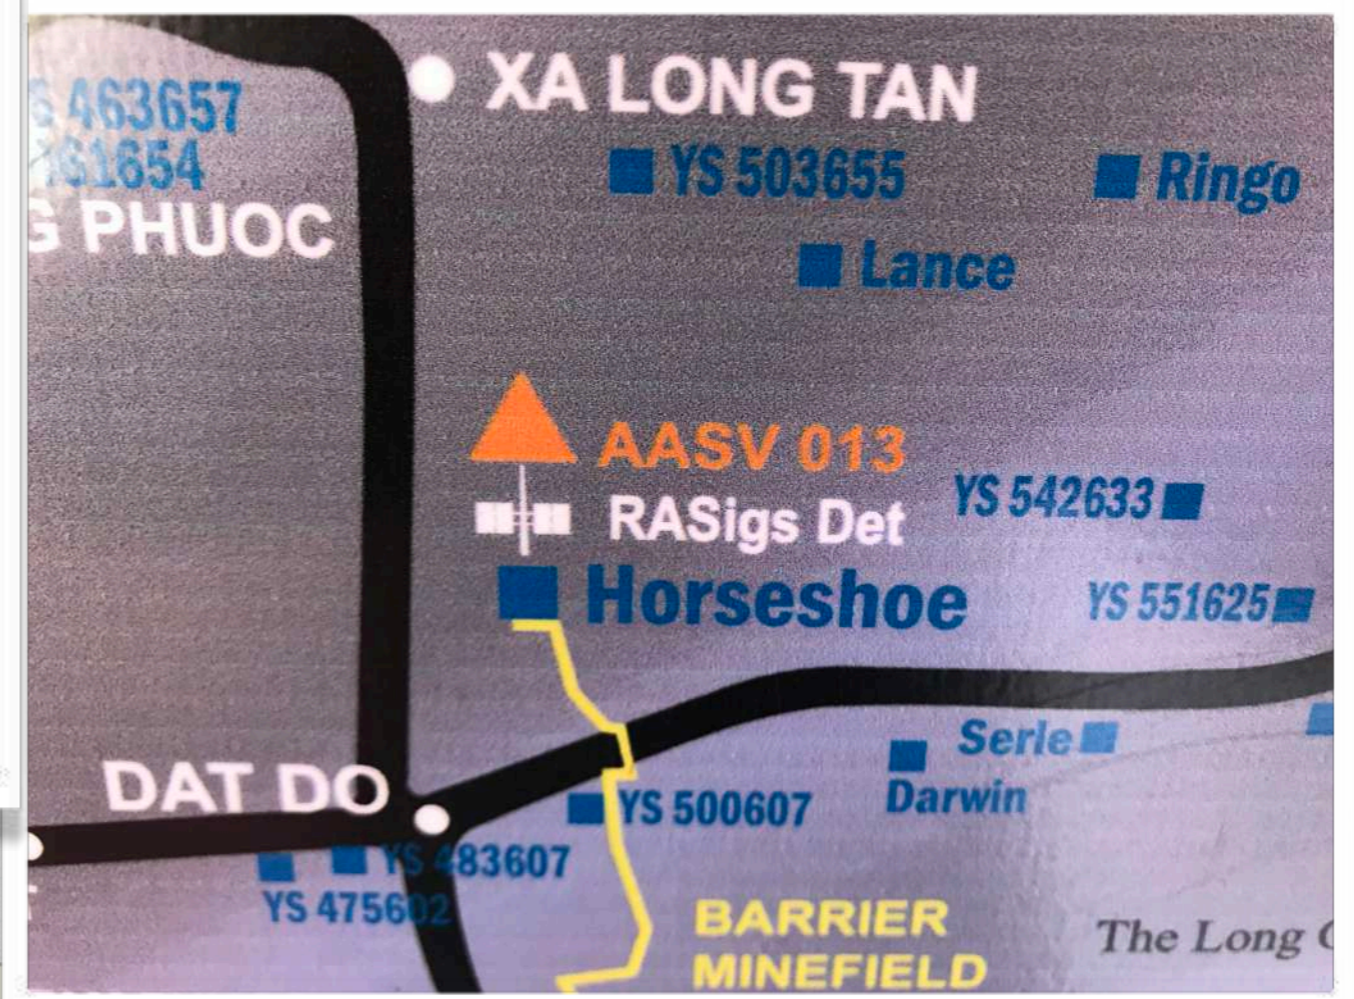 XA LONG TAN
463657
YS 503655
Ringo
PHUOC
Lance
AASV 013
YS 542633
RASigs Det
Horseshoe
YS 551625
Serle
DAT DO
YS 500607
Darwin
YS 483607
YS 475602
BARRIER
MINEFIELD
The Long